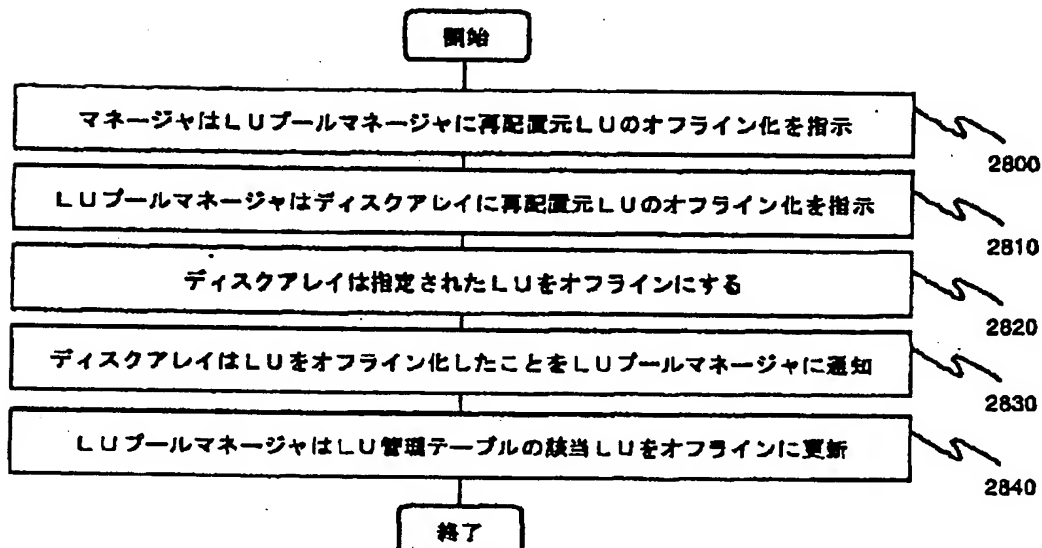 開始
マネージャはLUプールマネージャに再配置元LUのオフライン化を指示
2800
LUプールマネージャはディスクアレイに再配置元LUのオフライン化を指示
2810
ディスクアレイは指定されたLUをオフラインにする
2820
ディスクアレイはLUをオフライン化したことをLUプールマネージャに通知
2830
LUプールマネージャはLU管理テーブルの該当LUをオフラインに更新
2840
終了